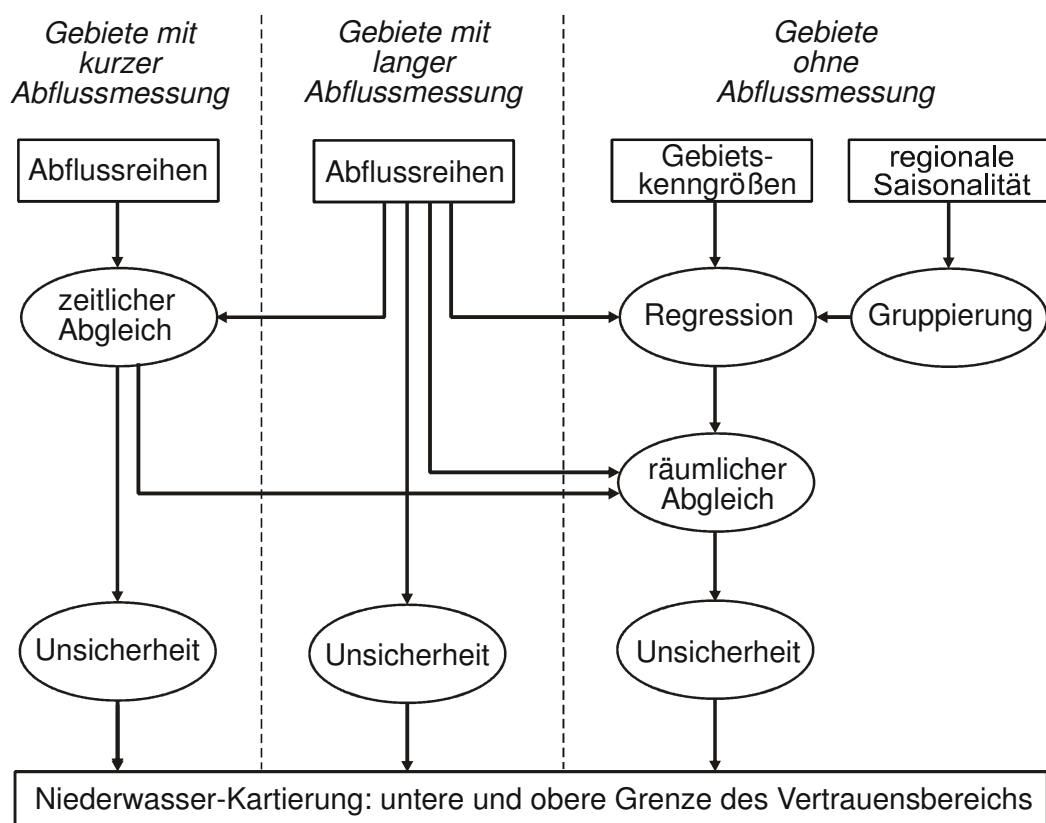 Gebiete mit
kurzer
Abflussmessung
Gebiete mit
langer
Abflussmessung
Gebiete
ohne
Abflussmessung
Abflussreihen
Abflussreihen
Gebiets-
kenngrößen
regionale
Saisonalität
zeitlicher
Abgleich
Regression
Gruppierung
räumlicher
Abgleich
Unsicherheit
Unsicherheit
Unsicherheit
Niederwasser-Kartierung: untere und obere Grenze des Vertrauensbereichs